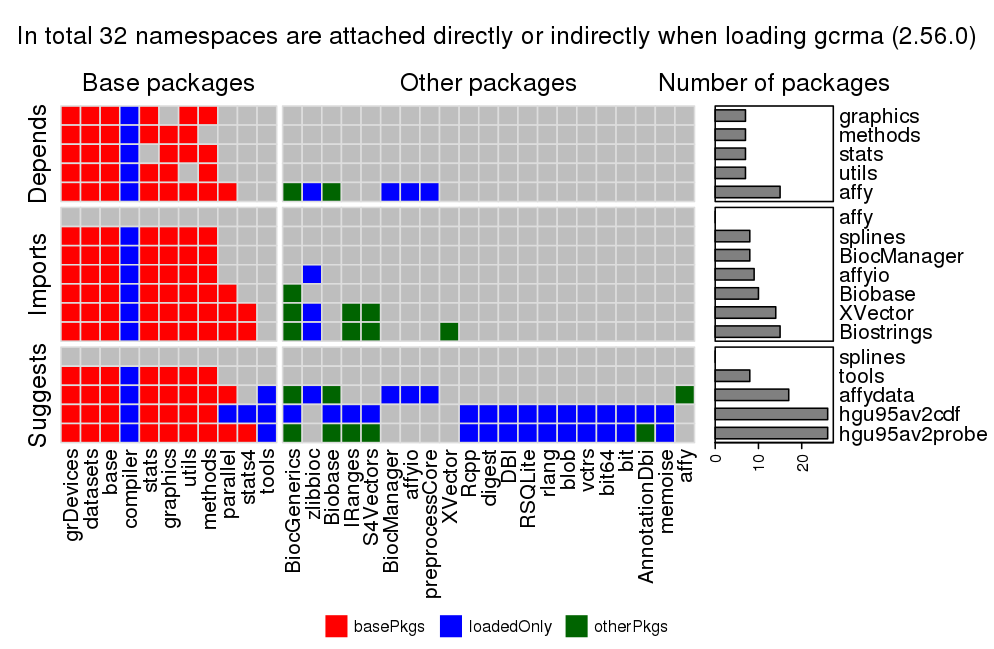 In total 32 namespaces are attached directly or indirectly when loading gcrma (2.56.0)
Base packages
Other packages
Number of packages
Depends
graphics
methods
stats
utils
affy
Imports
affy
splines
BiocManager
affyio
Biobase
XVector
Biostrings
Suggests
splines
tools
affydata
hgu95av2cdf
hgu95av2probe
0
10
20
grDevices
datasets
base
compiler
stats
graphics
utils
methods
parallel
stats4
tools
BiocGenerics
zlibbioc
Biobase
IRanges
S4Vectors
BiocManager
affyio
preprocessCore
XVector
Rcpp
digest
DBI
RSQLite
rlang
blob
vctrs
bit64
bit
AnnotationDbi
memoise
affy
basePkgs
loadedOnly
otherPkgs